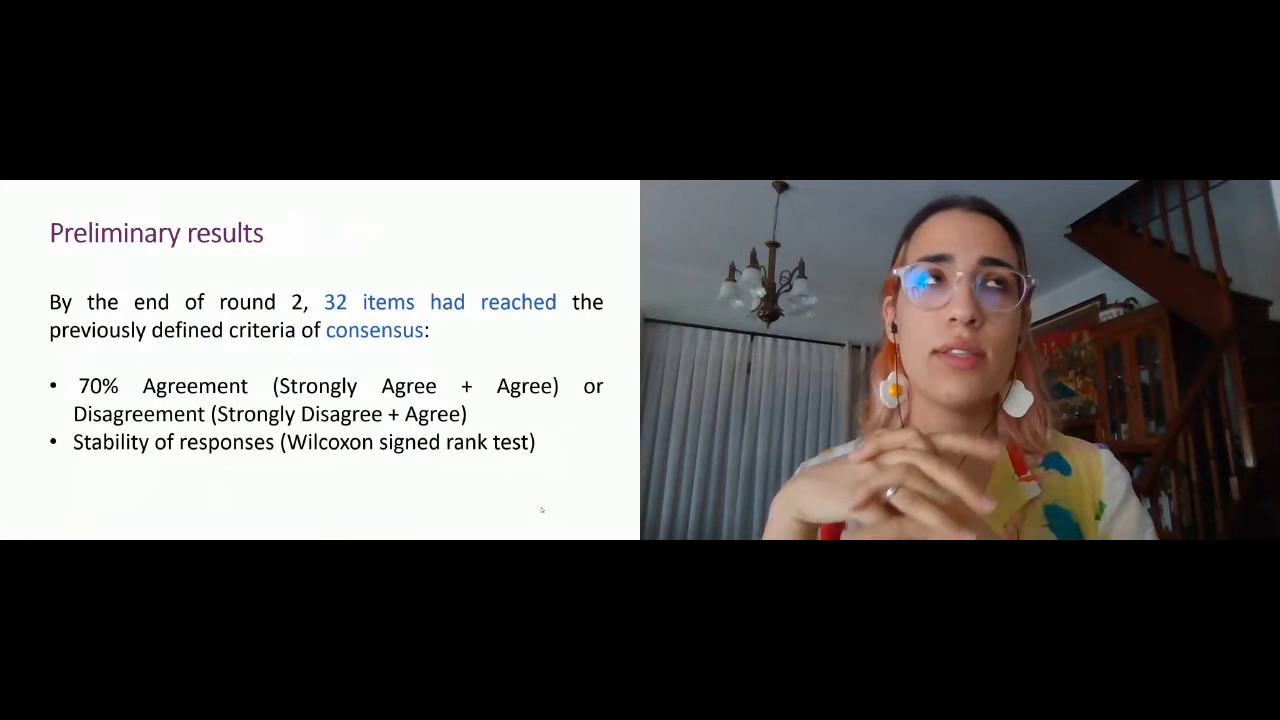 Preliminary results
By the end of round 2, 32 items had reached the
previously defined criteria of consensus:
• 70% Agreement (Strongly Agree + Agree) or
Disagreement (Strongly Disagree + Agree)
• Stability of responses (Wilcoxon signed rank test)